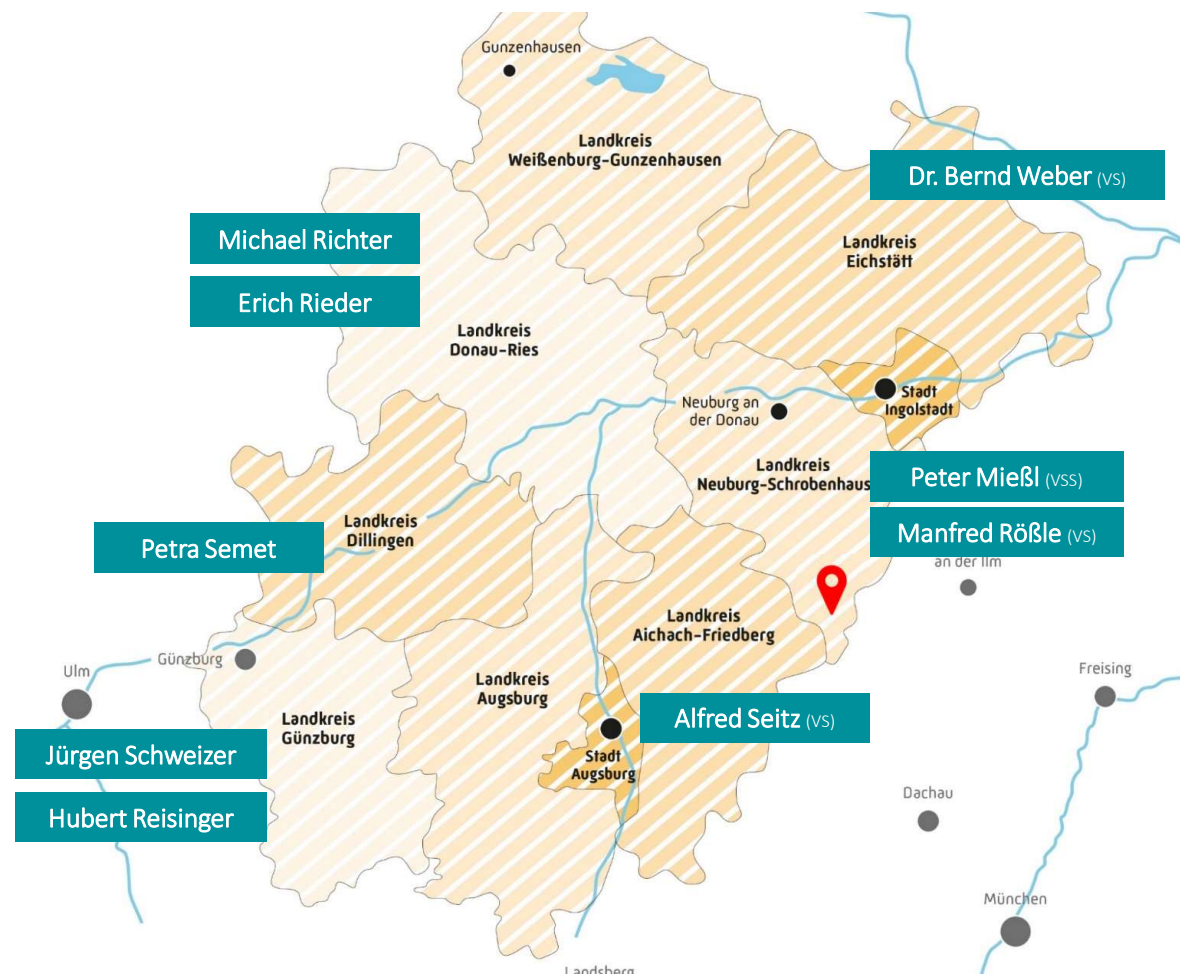 Gunzenhausen
Landkreis
Weißenburg-Gunzenhausen
Dr. Bernd Weber (VS)
Michael Richter
Landkreis
Eichstätt
Erich Rieder
Landkreis
Donau-Ries
Stadt
Ingolstadt
Neuburg an
der Donau
Landkreis
Neuburg-Schrobenhaus
Peter Mießl (VSS)
Manfred Rößle (VS)
an der Ilm
Landkreis
Dillingen
Petra Semet
Landkreis
Aichach-Friedberg
Günzburg
Ulm
Freising
Landkreis
Augsburg
Landkreis
Günzburg
Alfred Seitz (VS)
Jürgen Schweizer
Stadt
Augsburg
Dachau
Hubert Reisinger
München
Landsberg